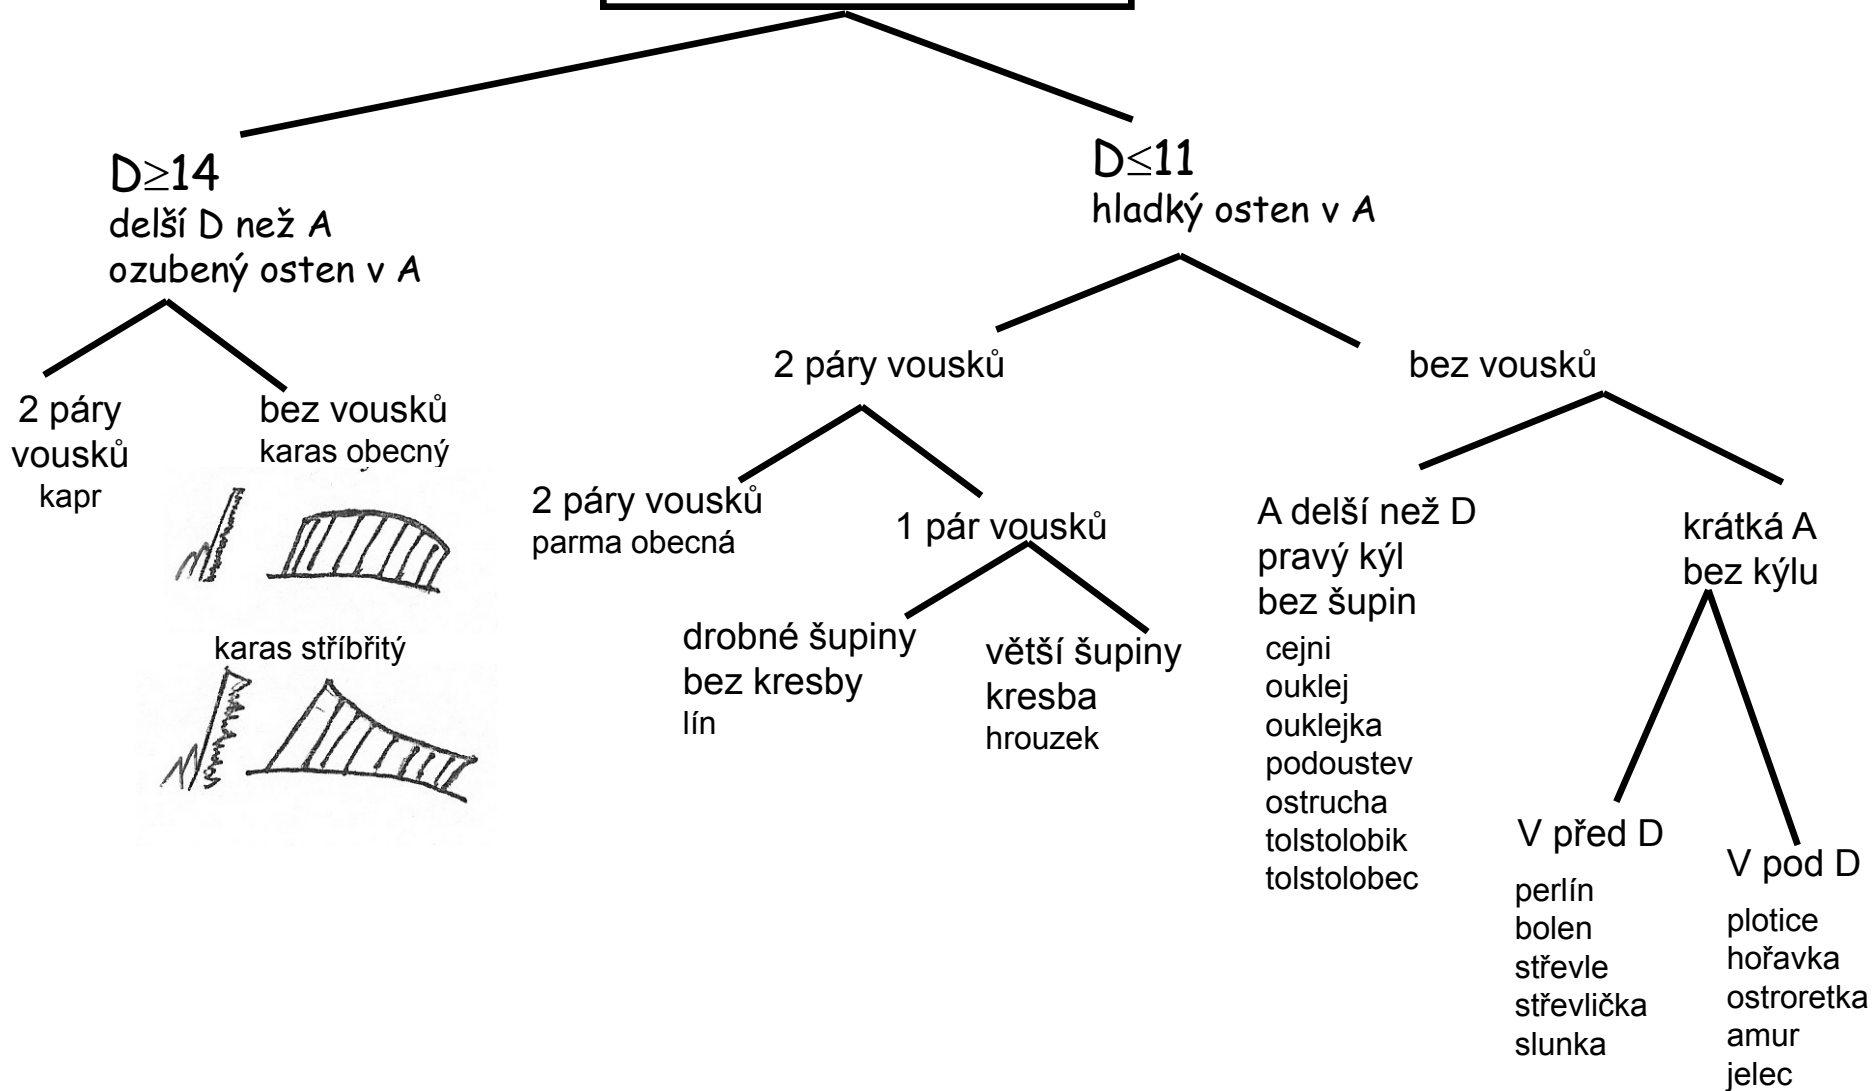 D≥14
delší D než A
ozubený osten v A
D≤11
hladký osten v A
2 páry
vousků
kapr
bez vousků
karas obecný
karas stříbřitý
2 páry vousků
2 páry vousků
parma obecná
1 pár vousků
drobné šupiny
bez kresby
lín
větší šupiny
kresba
hrouzek
bez vousků
A delší než D
pravý kýl
bez šupin
cejni
ouklej
ouklejka
podoustev
ostrucha
tolstolobik
tolstolobec
krátká A
bez kýlu
V před D
perlín
bolen
střevle
střevlička
slunka
V pod D
plotice
hořavka
ostroretka
amur
jelec